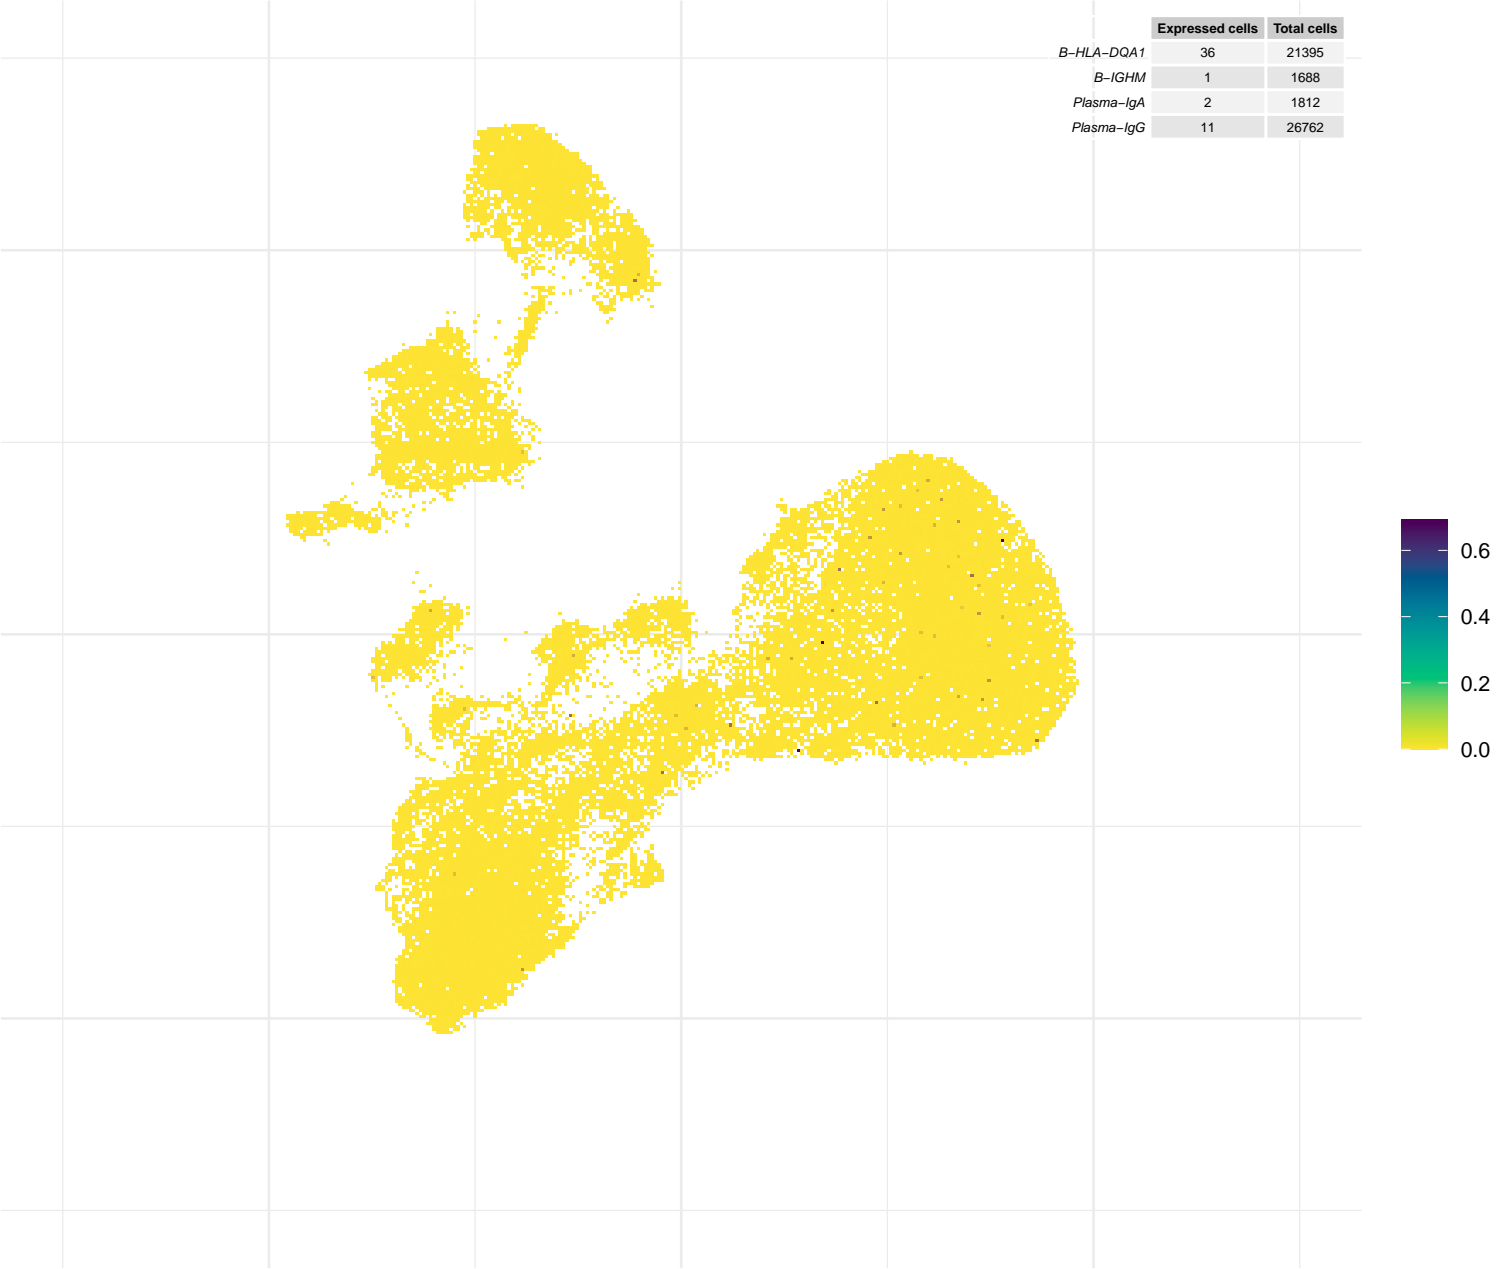 Expressed cells Total cells
B−HLA−DQA1 36 21395
B−IGHM 1 1688
Plasma−IgA 2 1812
Plasma−IgG 11 26762
0.6
0.4
0.2
0.0